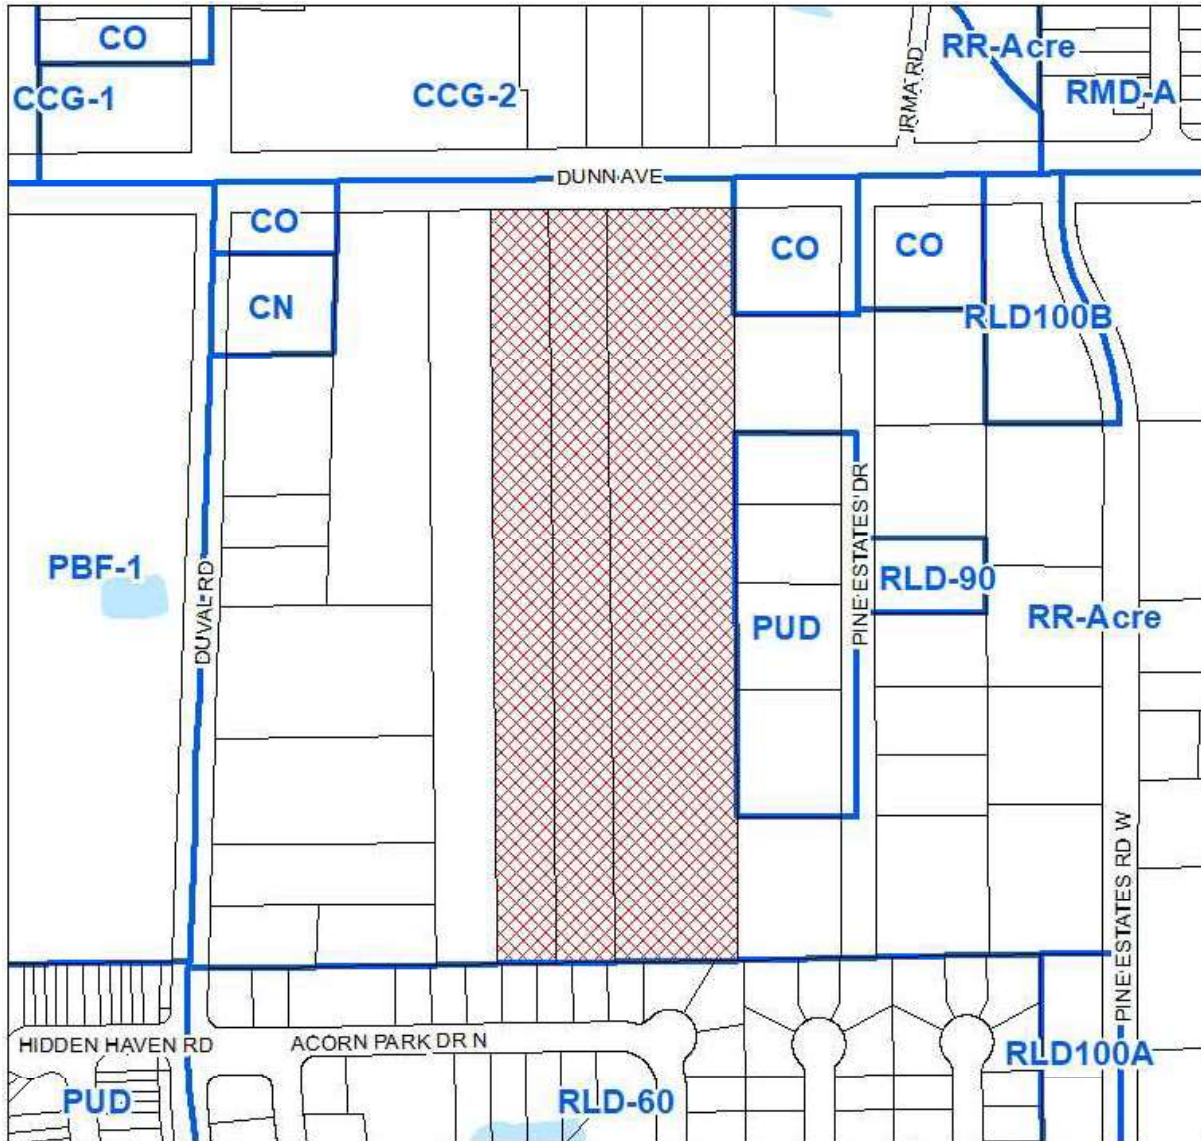 CO
RR-Acre
CCG-1
CCG-2
IRMA RD
RMD-A
DUNN AVE
CO
CO
CO
CN
RLD100B
PBF-1
DUVAL RD
PINE ESTATES DR
RLD-90
PUD
RR-Acre
PINE ESTATES RD W
HIDDEN HAVEN RD
ACORN PARK DR N
RLD100A
PUD
RLD-60